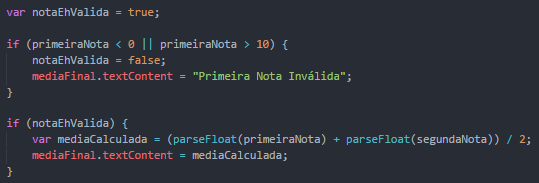 var notaEhValida = true;

if (primeiraNota < 0 || primeiraNota > 10) {
    notaEhValida = false;
    mediaFinal.textContent = "Primeira Nota Inválida";
}

if (notaEhValida) {
    var mediaCalculada = (parseFloat(primeiraNota) + parseFloat(segundaNota)) / 2;
    mediaFinal.textContent = mediaCalculada;
}